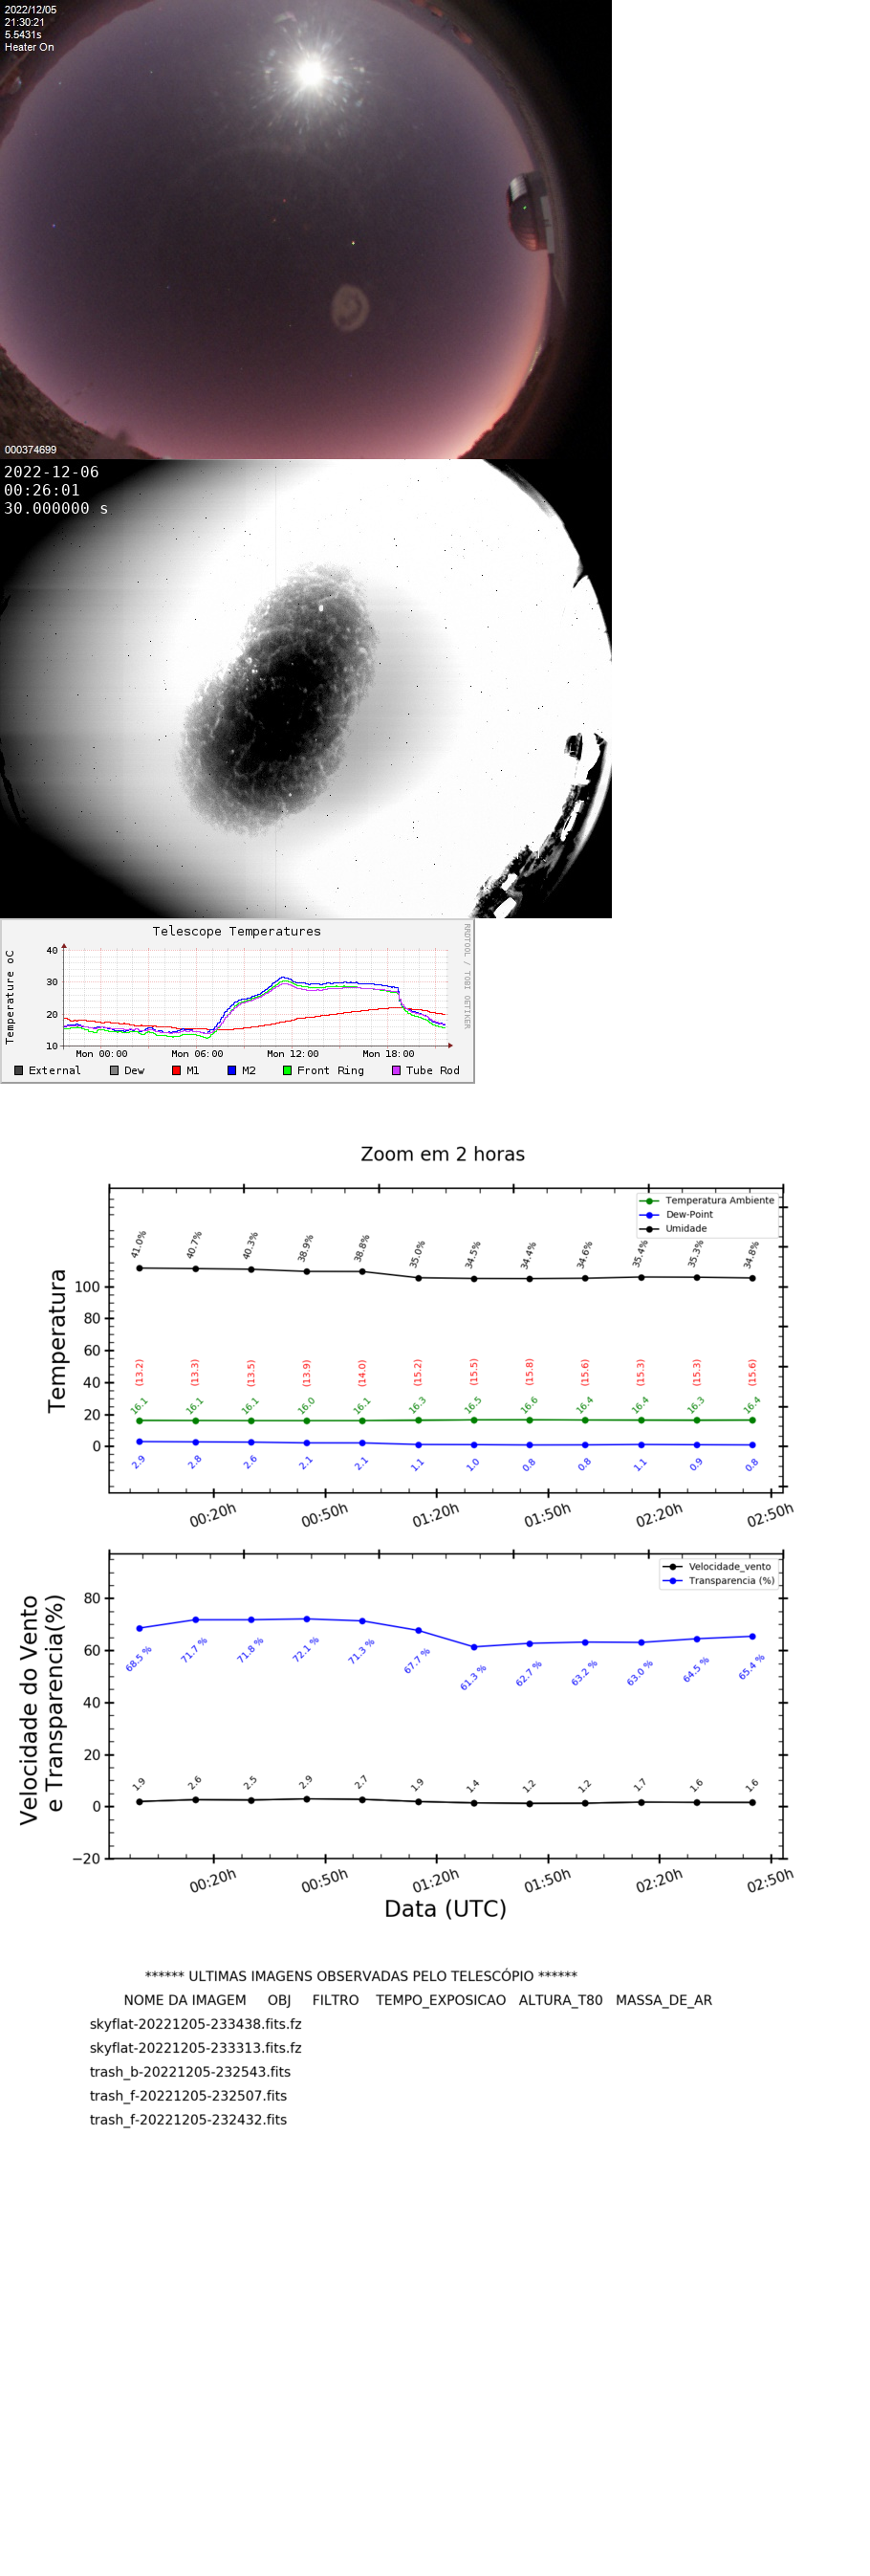 2022/12/05
21:30:21
5.5431s
Heater On
000374699
2022-12-06
00:26:01
30.000000 s
Telescope Temperatures
RRDTOOL / TOBI OETIKER
Temperature oC
40
30
20
10
Mon 00:00 Mon 06:00 Mon 12:00 Mon 18:00
External Dew M1 M2 Front Ring Tube Rod
Zoom em 2 horas
Temperatura Ambiente
Dew-Point
Umidade
41.0% 40.7% 40.3% 38.9% 38.8% 35.0% 34.5% 34.4% 34.6% 35.4% 35.3% 34.8%
Temperatura
100
80
60
40
20
0
(13.2) (13.3) (13.5) (13.9) (14.0) (15.2) (15.5) (15.8) (15.6) (15.3) (15.3) (15.6)
16.1 16.1 16.1 16.0 16.1 16.3 16.5 16.6 16.4 16.4 16.3 16.4
2.9 2.8 2.6 2.1 2.1 1.1 1.0 0.8 0.8 1.1 0.9 0.8
00:20h 00:50h 01:20h 01:50h 02:20h 02:50h
Velocidade_vento
Transparencia (%)
Velocidade do Vento
e Transparencia(%)
80
60
40
20
0
−20
68.5 % 71.7 % 71.8 % 72.1 % 71.3 % 67.7 % 61.3 % 62.7 % 63.2 % 63.0 % 64.5 % 65.4 %
1.9 2.6 2.5 2.9 2.7 1.9 1.4 1.2 1.2 1.7 1.6 1.6
00:20h 00:50h 01:20h 01:50h 02:20h 02:50h
Data (UTC)
****** ULTIMAS IMAGENS OBSERVADAS PELO TELESCÓPIO ******
NOME DA IMAGEM OBJ FILTRO TEMPO_EXPOSICAO ALTURA_T80 MASSA_DE_AR
skyflat-20221205-233438.fits.fz
skyflat-20221205-233313.fits.fz
trash_b-20221205-232543.fits
trash_f-20221205-232507.fits
trash_f-20221205-232432.fits